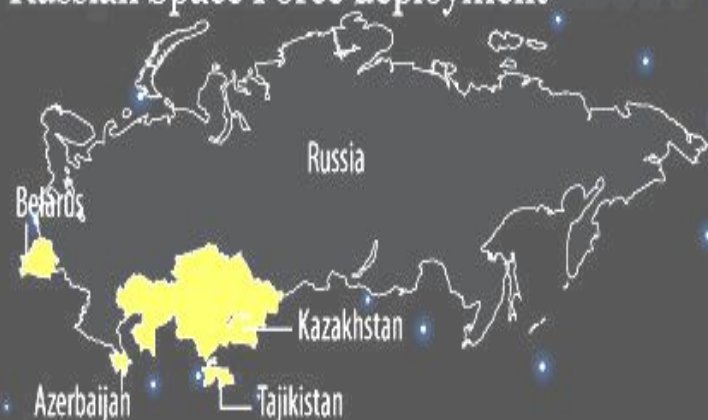 Russian Space Force deployment
Russia
Belarus
Kazakhstan
Azerbaijan
Tajikistan